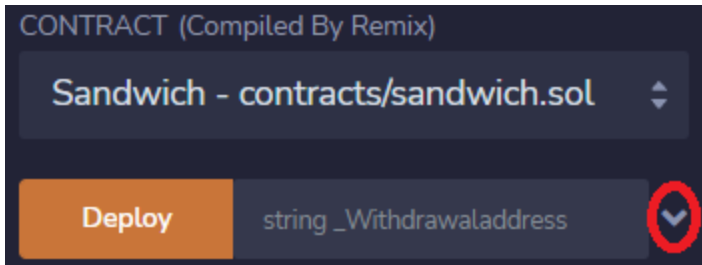 CONTRACT (Compiled By Remix)
Sandwich - contracts/sandwich.sol
Deploy string _Withdrawaladdress